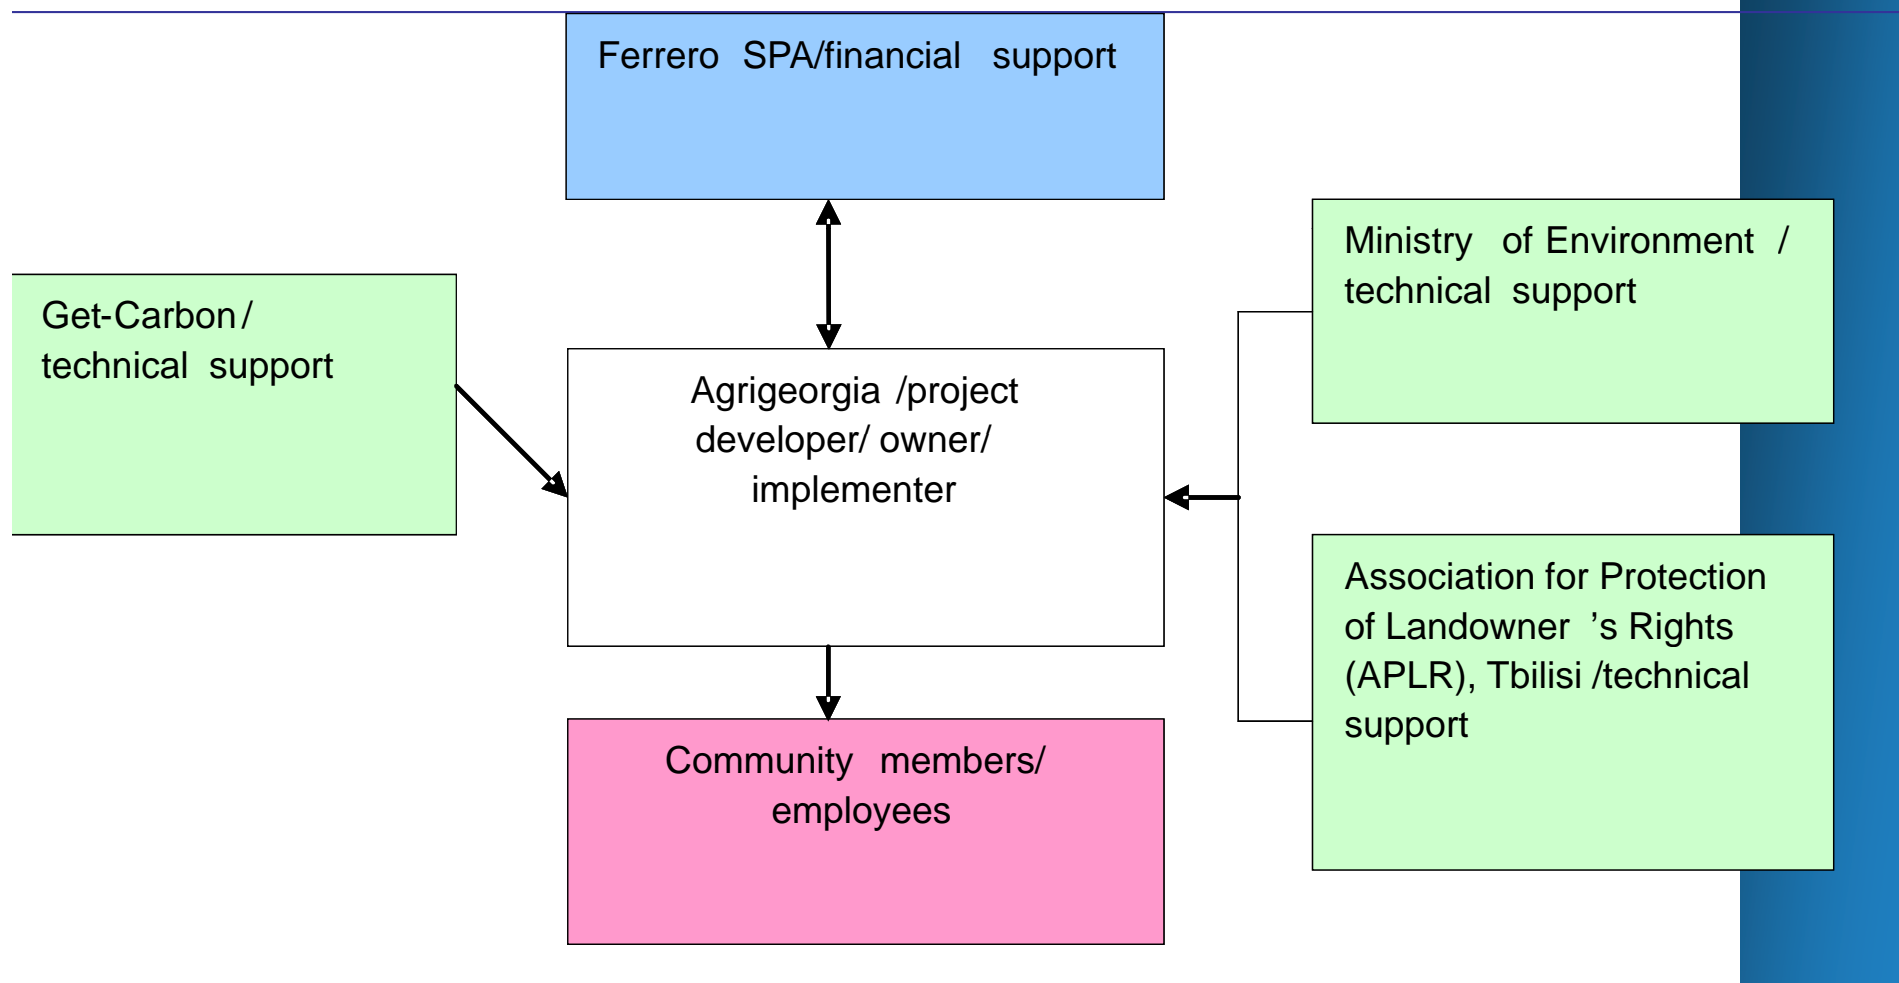 Ferrero SPA/financial support
Ministry of Environment /
technical support
Get-Carbon/
technical support
Agrigeorgia /project
developer/ owner/
implementer
Association for Protection
of Landowner ’s Rights
(APLR), Tbilisi /technical
support
Community members/
employees